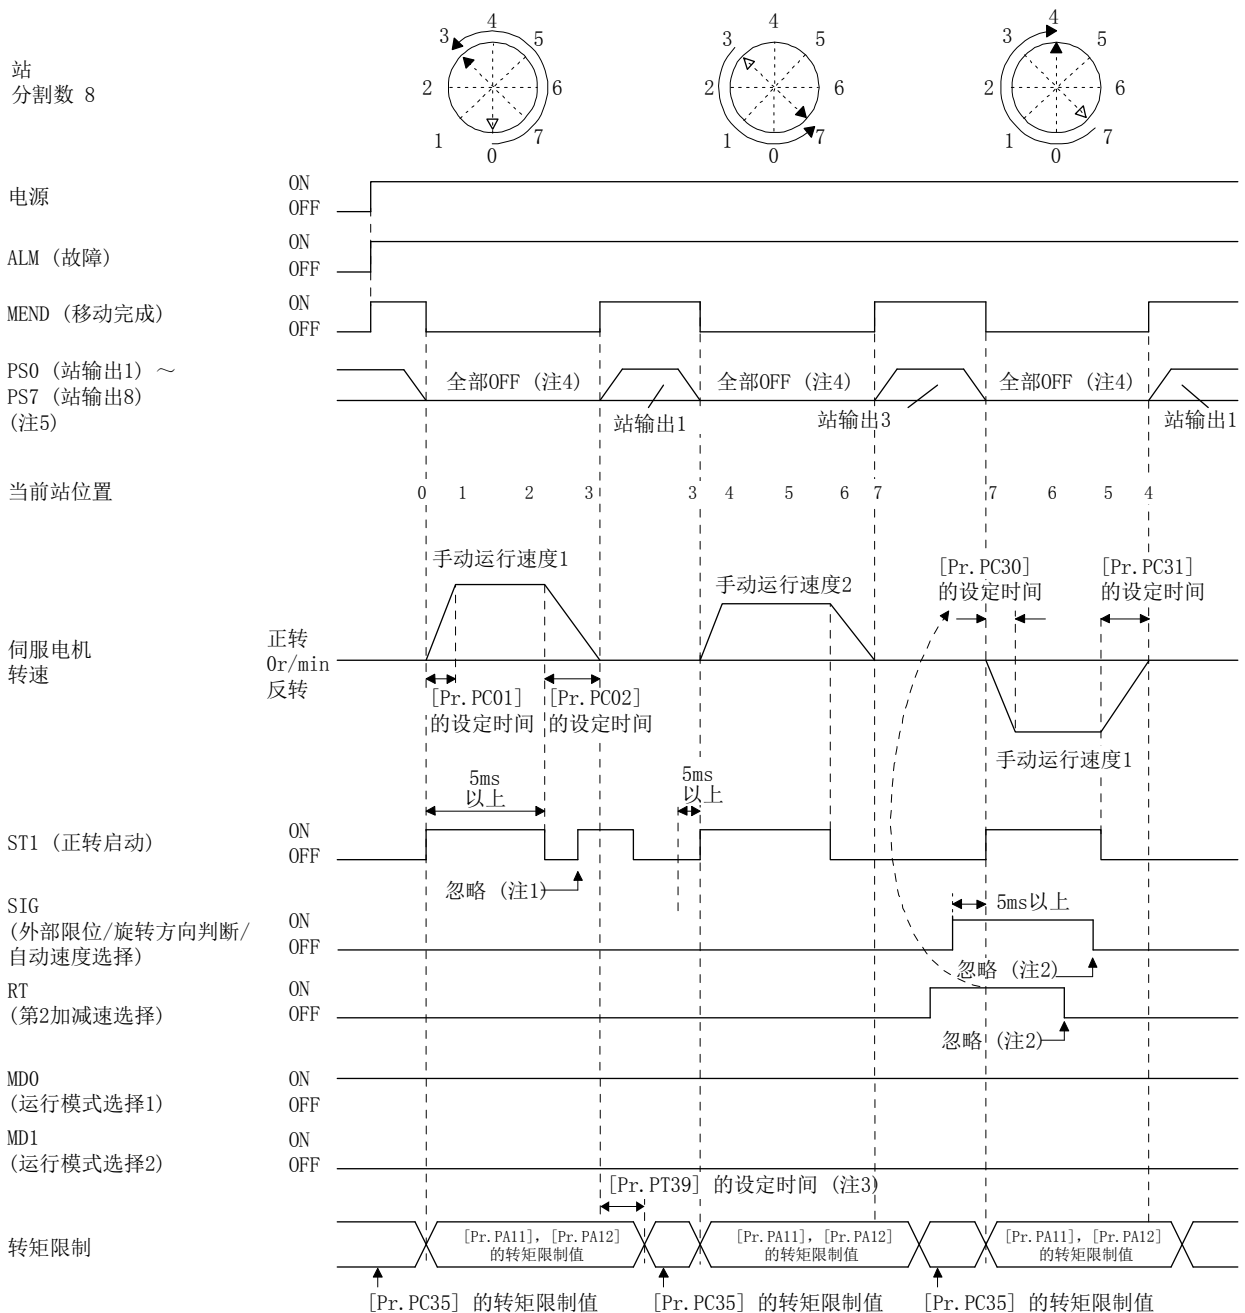 站
分割数 8
4
3
5
2
6
1
7
0
4
3
5
2
6
1
7
0
4
3
5
2
6
1
7
0
电源
ON
OFF
ALM (故障)
ON
OFF
MEND (移动完成)
ON
OFF
PS0 (站输出1) ～
PS7 (站输出8)
(注5)
全部OFF (注4)
全部OFF (注4)
全部OFF (注4)
站输出1
站输出3
站输出1
当前站位置
0 1 2 3 3 4 5 6 7 7 6 5 4
手动运行速度1
手动运行速度2
[Pr.PC30]
的设定时间
[Pr.PC31]
的设定时间
伺服电机
转速
正转
0r/min
反转
[Pr.PC01]
的设定时间
[Pr.PC02]
的设定时间
手动运行速度1
5ms
以上
5ms
以上
ST1 (正转启动)
ON
OFF
忽略 (注1)
SIG
(外部限位/旋转方向判断/
自动速度选择)
ON
OFF
5ms以上
忽略 (注2)
RT
(第2加减速选择)
ON
OFF
忽略 (注2)
MD0
(运行模式选择1)
ON
OFF
MD1
(运行模式选择2)
ON
OFF
[Pr.PT39] 的设定时间 (注3)
转矩限制
[Pr.PA11], [Pr.PA12]
的转矩限制值
[Pr.PA11], [Pr.PA12]
的转矩限制值
[Pr.PA11], [Pr.PA12]
的转矩限制值
[Pr.PC35] 的转矩限制值
[Pr.PC35] 的转矩限制值
[Pr.PC35] 的转矩限制值